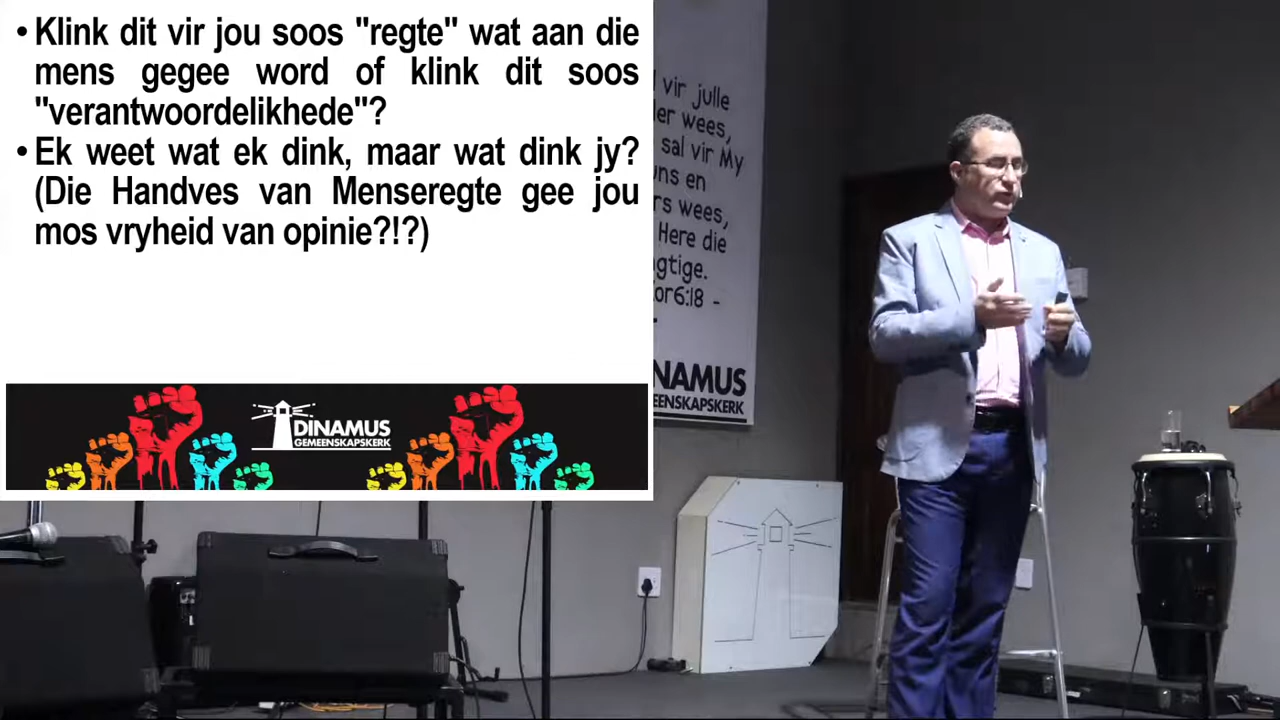 • Klink dit vir jou soos "regte" wat aan die
mens gegee word of klink dit soos
"verantwoordelikhede"?
• Ek weet wat ek dink, maar wat dink jy?
(Die Handves van Menseregte gee jou
mos vryheid van opinie?!?)
DINAMUS
GEMEENSKAPSKERK
vir julle
wees,
sal vir My
en
wees,
Here die
6:18 -